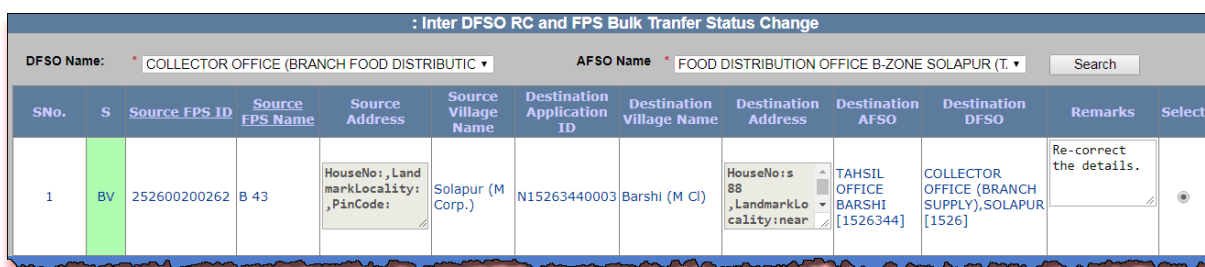 : Inter DFSO RC and FPS Bulk Tranfer Status Change
DFSO Name: * COLLECTOR OFFICE (BRANCH FOOD DISTRIBUTIC AFSO Name * FOOD DISTRIBUTION OFFICE B-ZONE SOLAPUR (T. Search
SNo. S Source FPS ID Source FPS Name Source Address Source Village Name Destination Application ID Destination Village Name Destination Address Destination AFSO Destination DFSO Remarks Select
1 BV 252600200262 B 43 HouseNo:,LandmarkLocality:,PinCode: Solapur (M Corp.) N15263440003 Barshi (M Cl) HouseNo:s 88 ,LandmarkLocality:near TAHSIL OFFICE BARSHI [1526344] COLLECTOR OFFICE (BRANCH SUPPLY),SOLAPUR [1526] Re-correct the details.